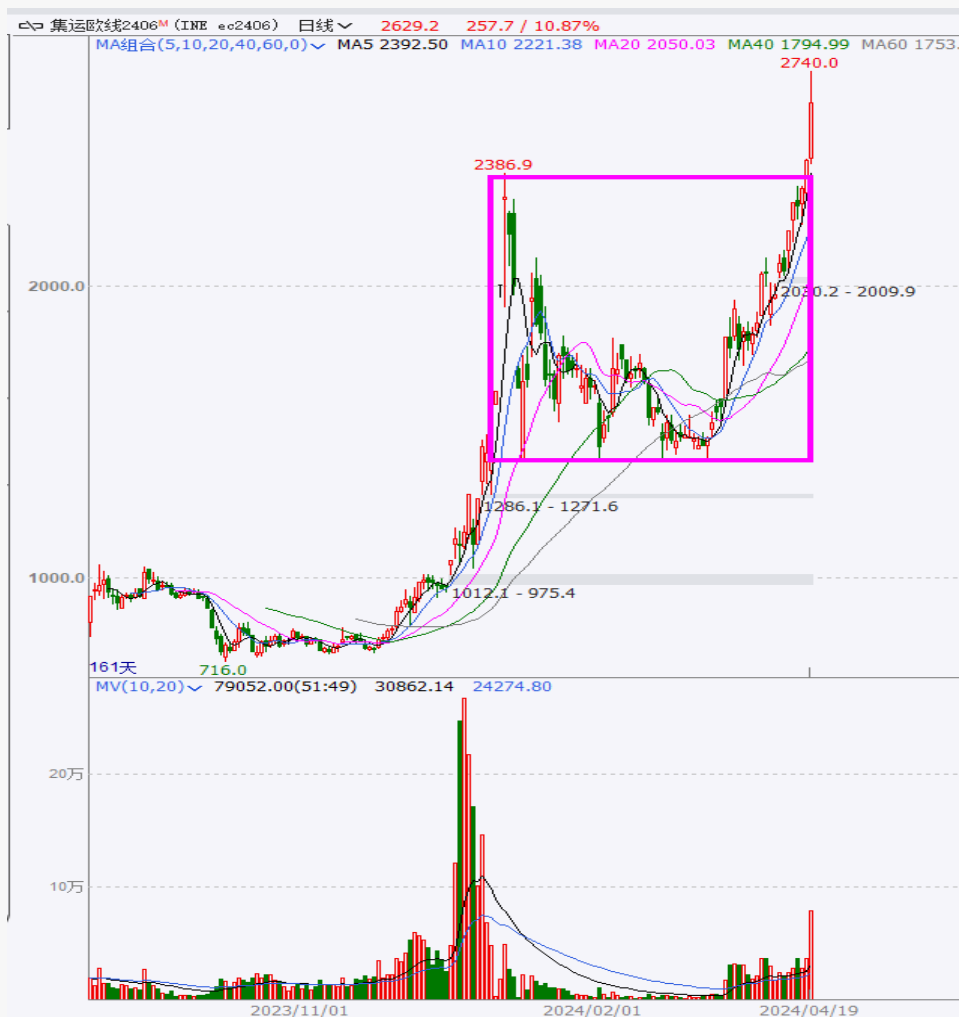 集运欧线2406ᴹ (INE ec2406) 日线 2629.2 257.7 / 10.87%
MA组合(5,10,20,40,60,0) MA5 2392.50 MA10 2221.38 MA20 2050.03 MA40 1794.99 MA60 1753.
2740.0
2386.9
2000.0
2030.2 - 2009.9
1286.1 - 1271.6
1000.0
1012.1 - 975.4
161天
716.0
MV(10,20) 79052.00(51:49) 30862.14 24274.80
20万
10万
2023/11/01 2024/02/01 2024/04/19